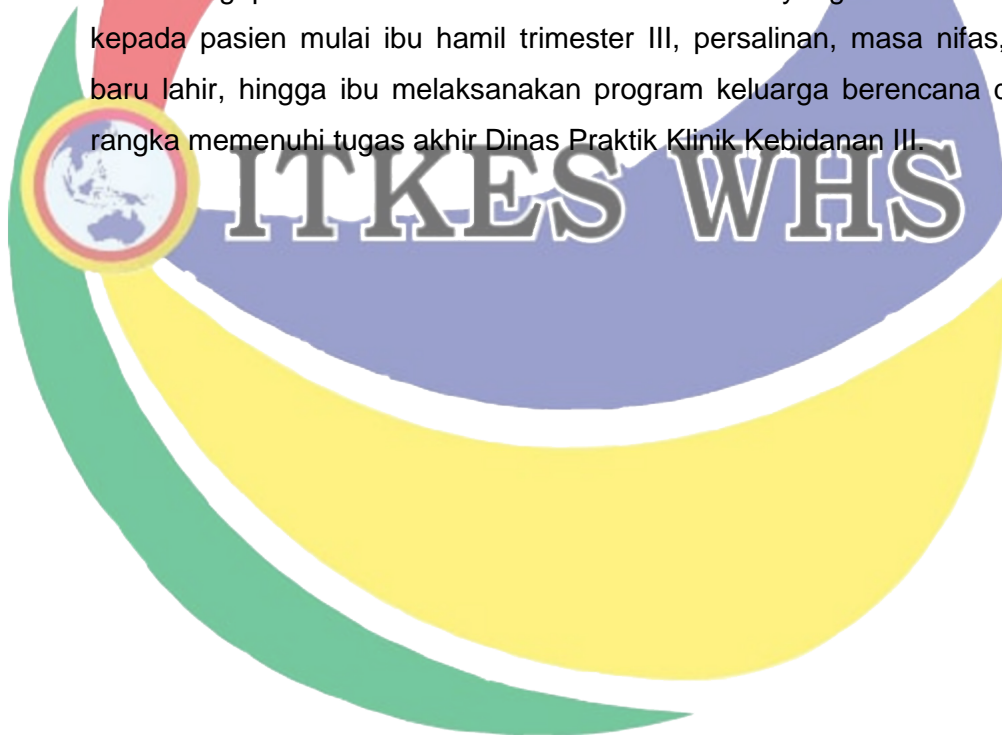 kepada pasien mulai ibu hamil trimester III, persalinan, masa nifas,
baru lahir, hingga ibu melaksanakan program keluarga berencana
rangka memenuhi tugas akhir Dinas Praktik Klinik Kebidanan III.
ITKES WHS